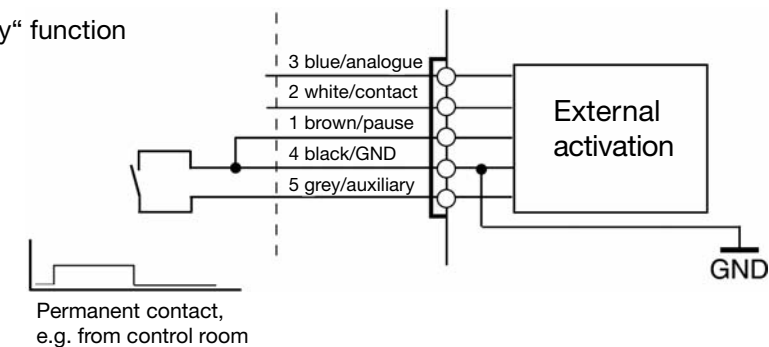 y“ function
3 blue/analogue
2 white/contact
1 brown/pause
4 black/GND
5 grey/auxiliary
External
activation
GND
Permanent contact,
e.g. from control room